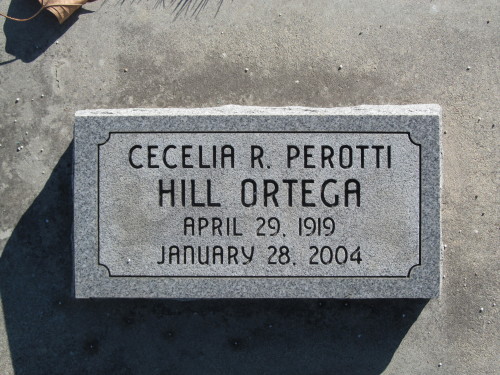 CECELIA R. PEROTTI
HILL ORTEGA
APRIL 29, 1919
JANUARY 28, 2004